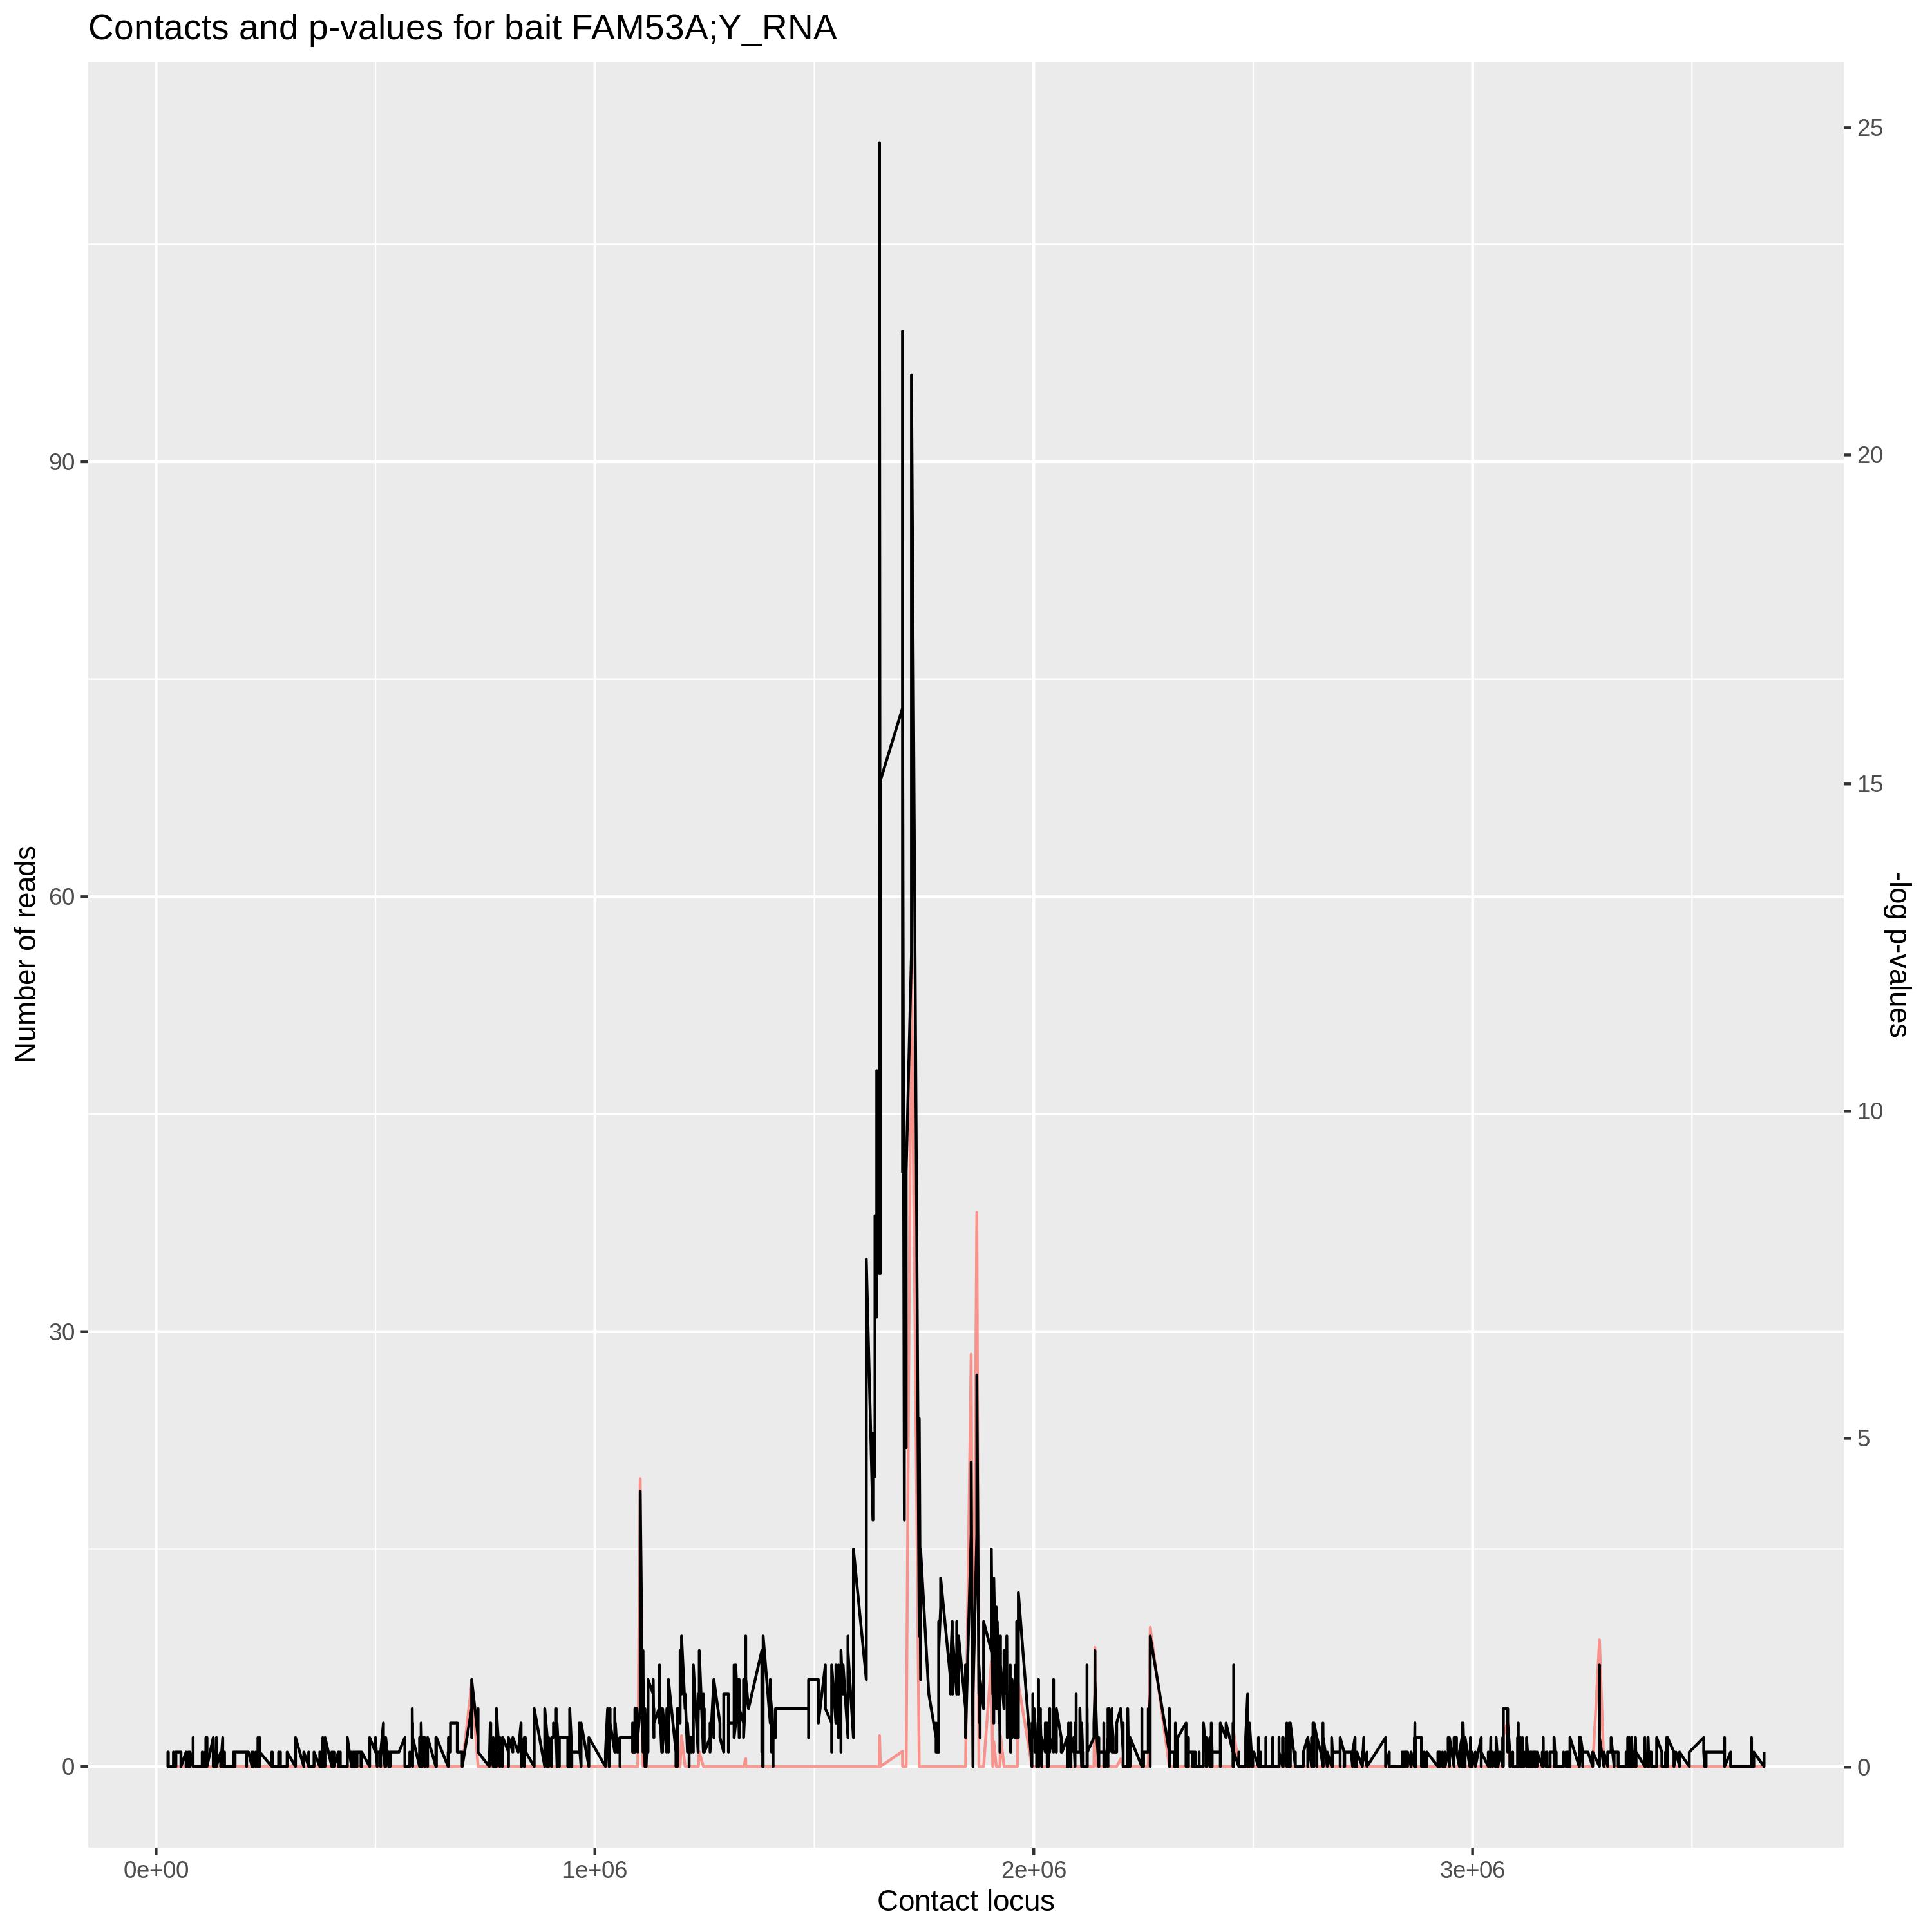 Contacts and p-values for bait FAM53A;Y_RNA
Number of reads
90
60
30
0
25
20
15
10
5
0
-log p-values
0e+00
1e+06
2e+06
3e+06
Contact locus